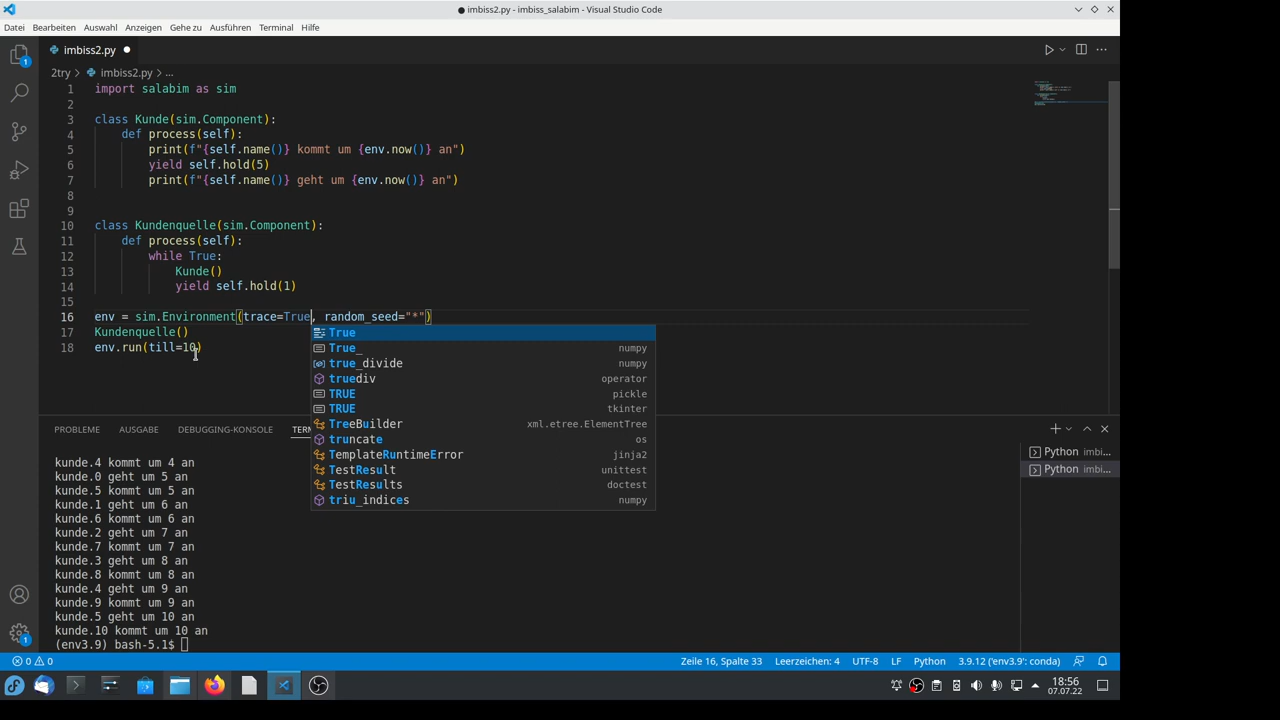 ● imbiss2.py - imbiss_salabim - Visual Studio Code
Datei Bearbeiten Auswahl Anzeigen Gehe zu Ausführen Terminal Hilfe
imbiss2.py ●
2try > imbiss2.py > ...
1 import salabim as sim
2
3 class Kunde(sim.Component):
4 def process(self):
5 print(f"{self.name()} kommt um {env.now()} an")
6 yield self.hold(5)
7 print(f"{self.name()} geht um {env.now()} an")
8
9
10 class Kundenquelle(sim.Component):
11 def process(self):
12 while True:
13 Kunde()
14 yield self.hold(1)
15
16 env = sim.Environment(trace=True, random_seed="*")
17 Kundenquelle()
18 env.run(till=10)
True
True_ numpy
true_divide numpy
truediv operator
TRUE pickle
TRUE tkinter
TreeBuilder xml.etree.ElementTree
truncate os
TemplateRuntimeError jinja2
TestResult unittest
TestResults doctest
triu_indices numpy
PROBLEME AUSGABE DEBUGGING-KONSOLE TERM
kunde.4 kommt um 4 an
kunde.0 geht um 5 an
kunde.5 kommt um 5 an
kunde.1 geht um 6 an
kunde.6 kommt um 6 an
kunde.2 geht um 7 an
kunde.7 kommt um 7 an
kunde.3 geht um 8 an
kunde.8 kommt um 8 an
kunde.4 geht um 9 an
kunde.9 kommt um 9 an
kunde.5 geht um 10 an
kunde.10 kommt um 10 an
(env3.9) bash-5.1$
Python imbi...
Python imbi...
1
1
0 0 Zeile 16, Spalte 33 Leerzeichen: 4 UTF-8 LF Python 3.9.12 ('env3.9': conda)
18:56
07.07.22